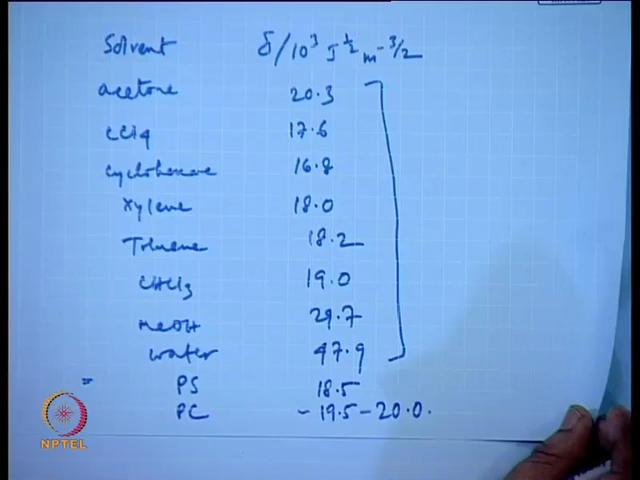 Solvent δ/10³ J^½ m^-3/2
acetone 20.3
CCl4 17.6
cyclohexane 16.8
Xylene 18.0
Toluene 18.2
CHCl3 19.0
MeOH 29.7
water 47.9
= PS 18.5
PC ~ 19.5 - 20.0.
NPTEL